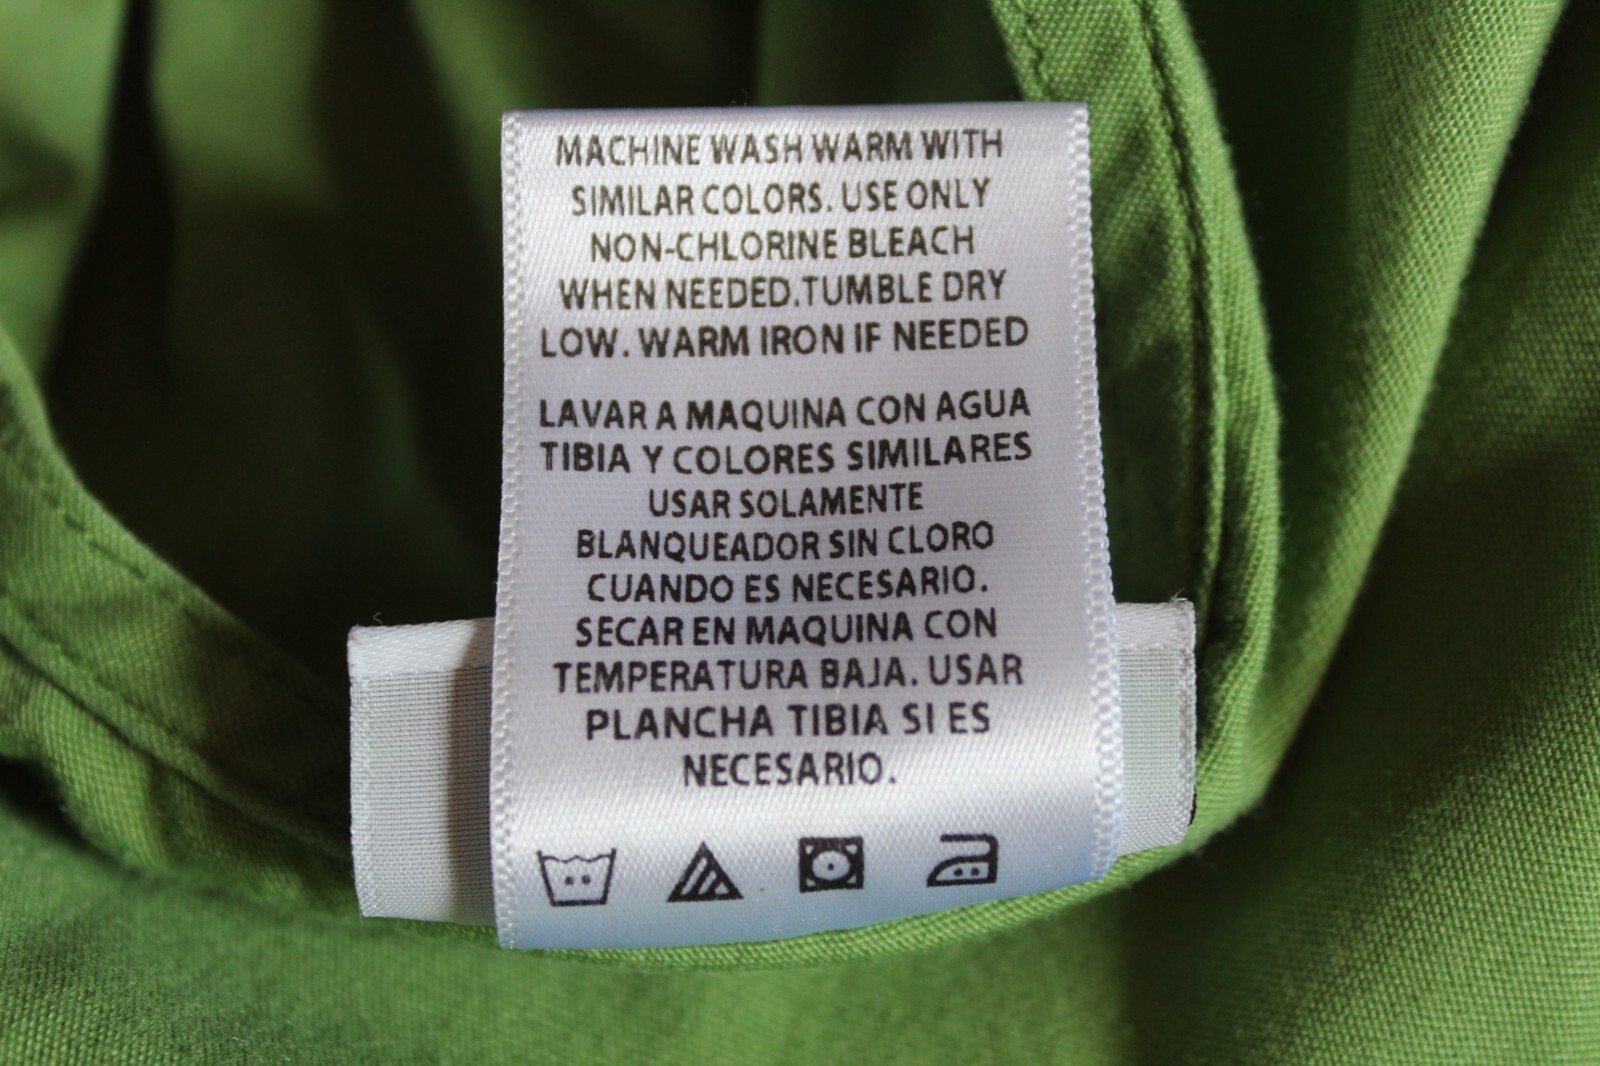 MACHINE WASH WARM WITH
SIMILAR COLORS. USE ONLY
NON-CHLORINE BLEACH
WHEN NEEDED.TUMBLE DRY
LOW. WARM IRON IF NEEDED
LAVAR A MAQUINA CON AGUA
TIBIA Y COLORES SIMILARES
USAR SOLAMENTE
BLANQUEADOR SIN CLORO
CUANDO ES NECESARIO.
SECAR EN MAQUINA CON
TEMPERATURA BAJA. USAR
PLANCHA TIBIA SI ES
NECESARIO.